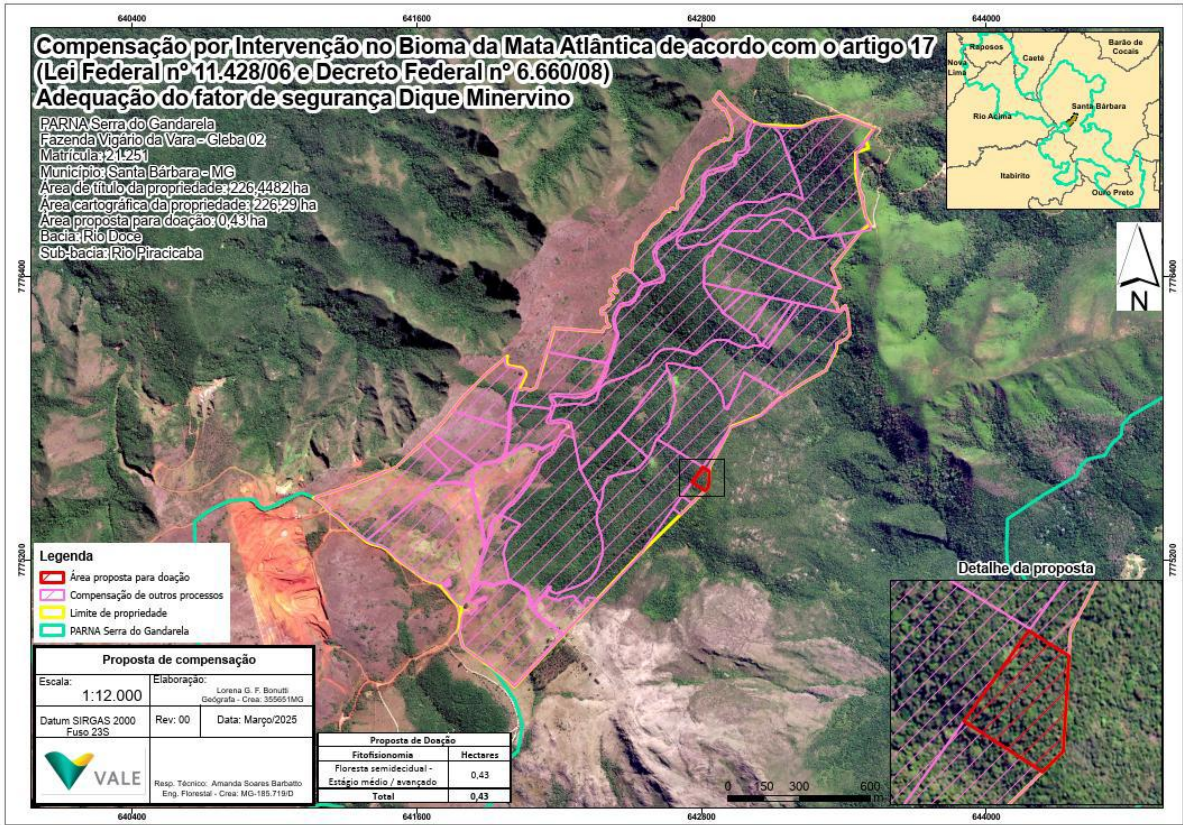 640400
641600
642800
644000
Compensação por Intervenção no Bioma da Mata Atlântica de acordo com o artigo 17
(Lei Federal nº 11.428/06 e Decreto Federal nº 6.660/08)
Adequação do fator de segurança Dique Minervino
PARNA Serra do Gandarela
Fazenda Vigário da Vara - Gleba 02
Matrícula: 21.251
Município: Santa Bárbara - MG
Área de título da propriedade: 226,4482 ha
Área cartográfica da propriedade: 226,29 ha
Área proposta para doação: 0,43 ha
Bacia: Rio Doce
Sub-bacia: Rio Piracicaba
Raposos
Nova
Lima
Caeté
Barão de
Cocais
Santa Bárbara
Rio Acima
Itabirito
Ouro Preto
N
7776400
7776400
7775200
7775200
Legenda
Área proposta para doação
Compensação de outros processos
Limite de propriedade
PARNA Serra do Gandarela
Detalhe da proposta
Proposta de compensação
Escala:
1:12.000
Elaboração:
Lorena G. F. Bonutti
Geógrafa - Crea: 355651MG
Datum SIRGAS 2000
Fuso 23S
Rev: 00
Data: Março/2025
VALE
Resp. Técnico: Amanda Soares Barbatto
Eng. Florestal - Crea: MG-185.719/D
Proposta de Doação
Fitofisionomia
Hectares
Floresta semidecidual -
Estágio médio / avançado
0,43
Total
0,43
0
150
300
600
m
640400
641600
642800
644000